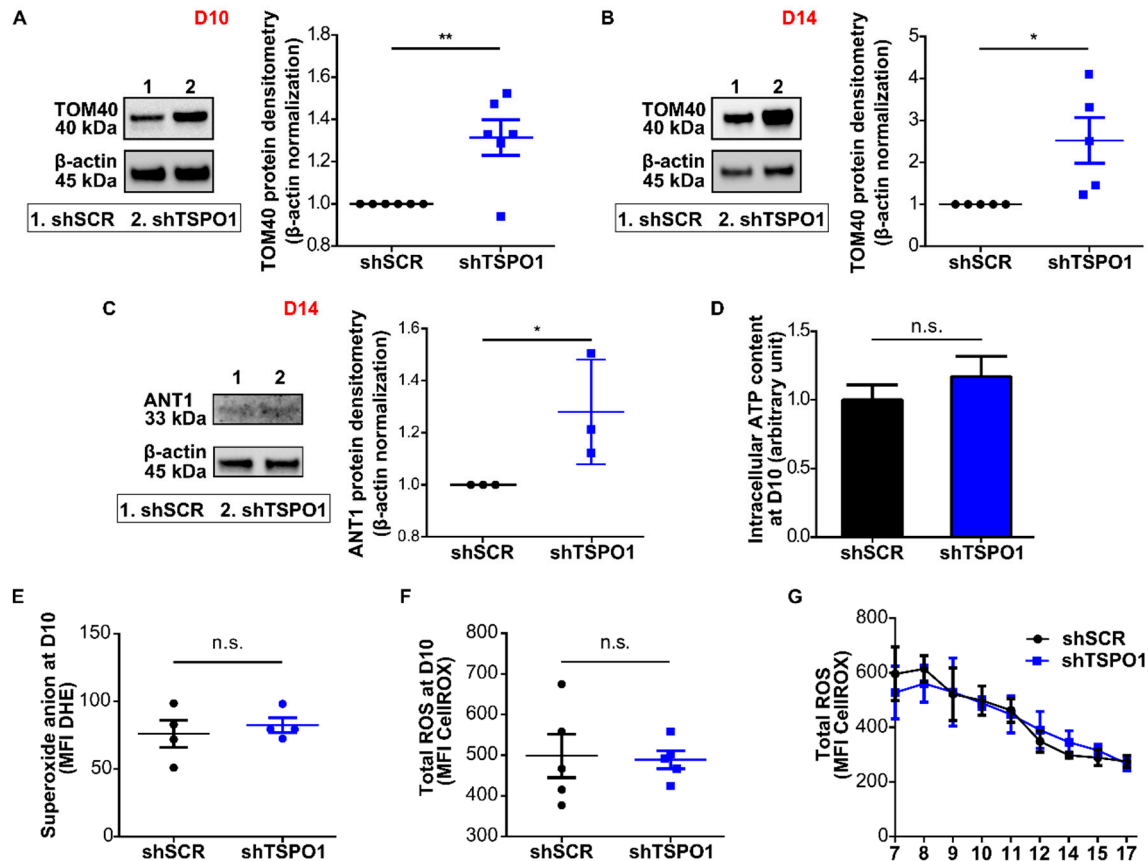 A
D10
1 2
TOM40
40 kDa
β-actin
45 kDa
1. shSCR 2. shTSPO1
TOM40 protein densitometry
(β-actin normalization)
1.8
1.6
1.4
1.2
1.0
0.8
**
shSCR shTSPO1
B
D14
1 2
TOM40
40 kDa
β-actin
45 kDa
1. shSCR 2. shTSPO1
TOM40 protein densitometry
(β-actin normalization)
5
4
3
2
1
0
*
shSCR shTSPO1
C
D14
1 2
ANT1
33 kDa
β-actin
45 kDa
1. shSCR 2. shTSPO1
ANT1 protein densitometry
(β-actin normalization)
1.6
1.4
1.2
1.0
0.8
*
shSCR shTSPO1
D
Intracellular ATP content
at D10 (arbitrary unit)
1.5
1.0
0.5
0.0
n.s.
shSCR shTSPO1
E
Superoxide anion at D10
(MFI DHE)
150
100
50
0
n.s.
shSCR shTSPO1
F
Total ROS at D10
(MFI CellROX)
800
700
600
500
400
300
n.s.
shSCR shTSPO1
G
Total ROS
(MFI CellROX)
800
600
400
200
0
shSCR
shTSPO1
7 8 9 10 11 12 14 15 17